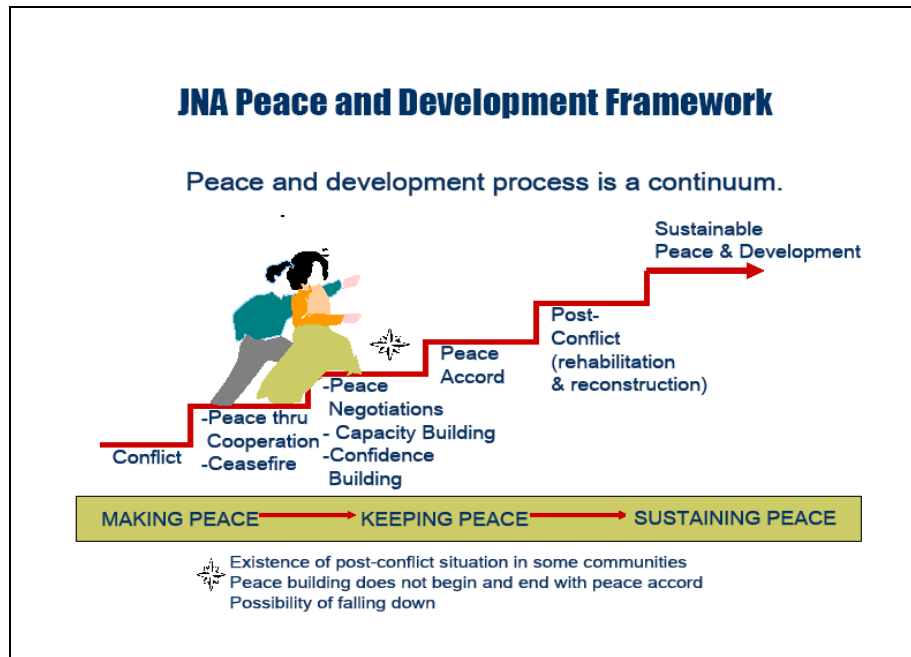 JNA Peace and Development Framework
Peace and development process is a continuum.
Sustainable
Peace & Development
Post-
Conflict
(rehabilitation
& reconstruction)
Peace
Accord
-Peace
Negotiations
- Capacity Building
-Confidence
Building
-Peace thru
Cooperation
-Ceasefire
Conflict
MAKING PEACE KEEPING PEACE SUSTAINING PEACE
Existence of post-conflict situation in some communities
Peace building does not begin and end with peace accord
Possibility of falling down